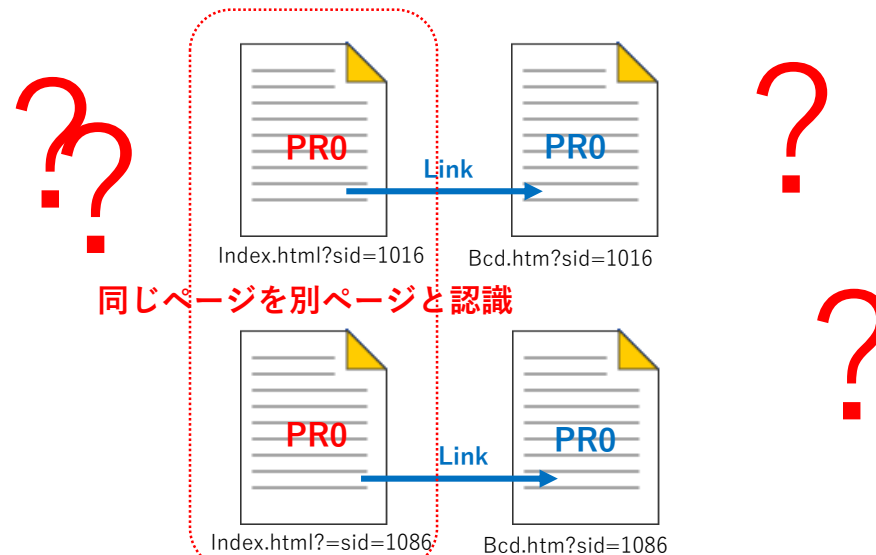 ?
?
?
PR0
Link
PR0
Index.html?sid=1016
Bcd.htm?sid=1016
同じページを別ページと認識
?
PR0
Link
PR0
Index.html?=sid=1086
Bcd.htm?sid=1086